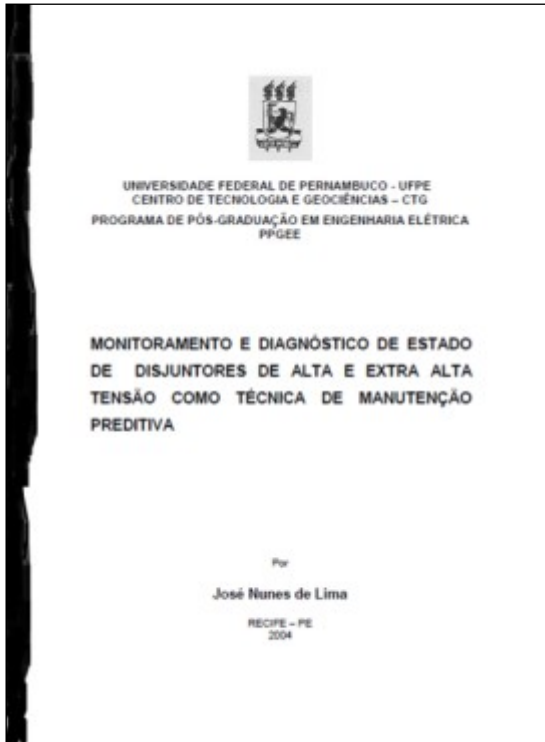 UNIVERSIDADE FEDERAL DE PERNAMBUCO - UFPE
CENTRO DE TECNOLOGIA E GEOCIÊNCIAS – CTG
PROGRAMA DE PÓS-GRADUAÇÃO EM ENGENHARIA ELÉTRICA
PPGEE
MONITORAMENTO E DIAGNÓSTICO DE ESTADO
DE DISJUNTORES DE ALTA E EXTRA ALTA
TENSÃO COMO TÉCNICA DE MANUTENÇÃO
PREDITIVA
Por
José Nunes de Lima
RECIFE – PE
2004